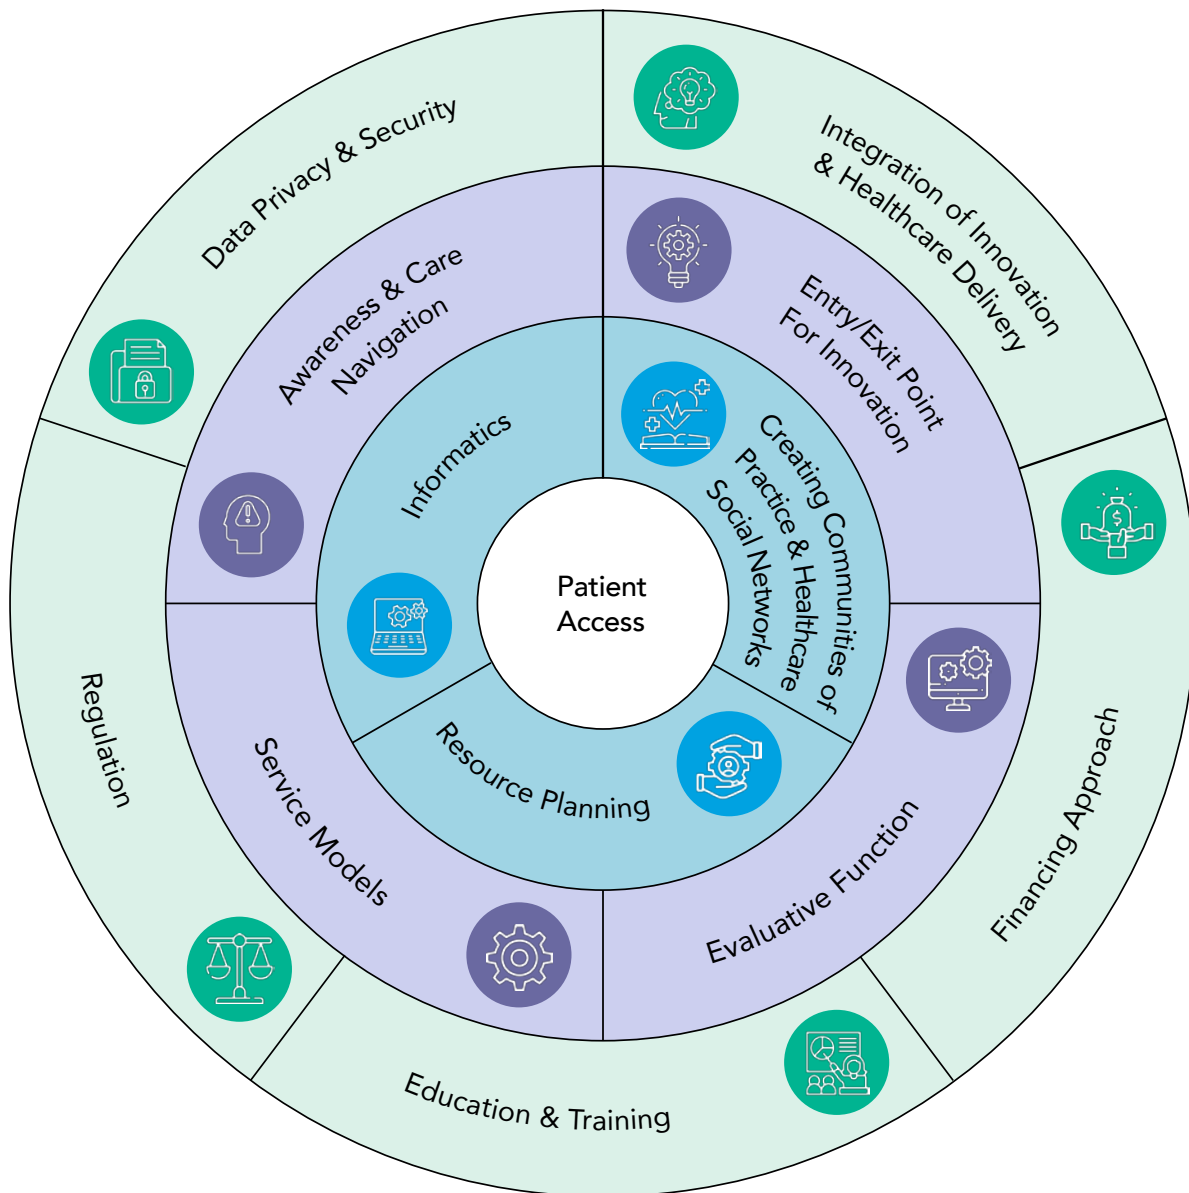 Data Privacy & Security
Integration of Innovation
& Healthcare Delivery
Awareness & Care
Navigation
Entry/Exit Point
For Innovation
Informatics
Creating Communities of
Practice & Healthcare
Social Networks
Patient
Access
$
Regulation
Service Models
Resource Planning
Evaluative Function
Financing Approach
Education & Training